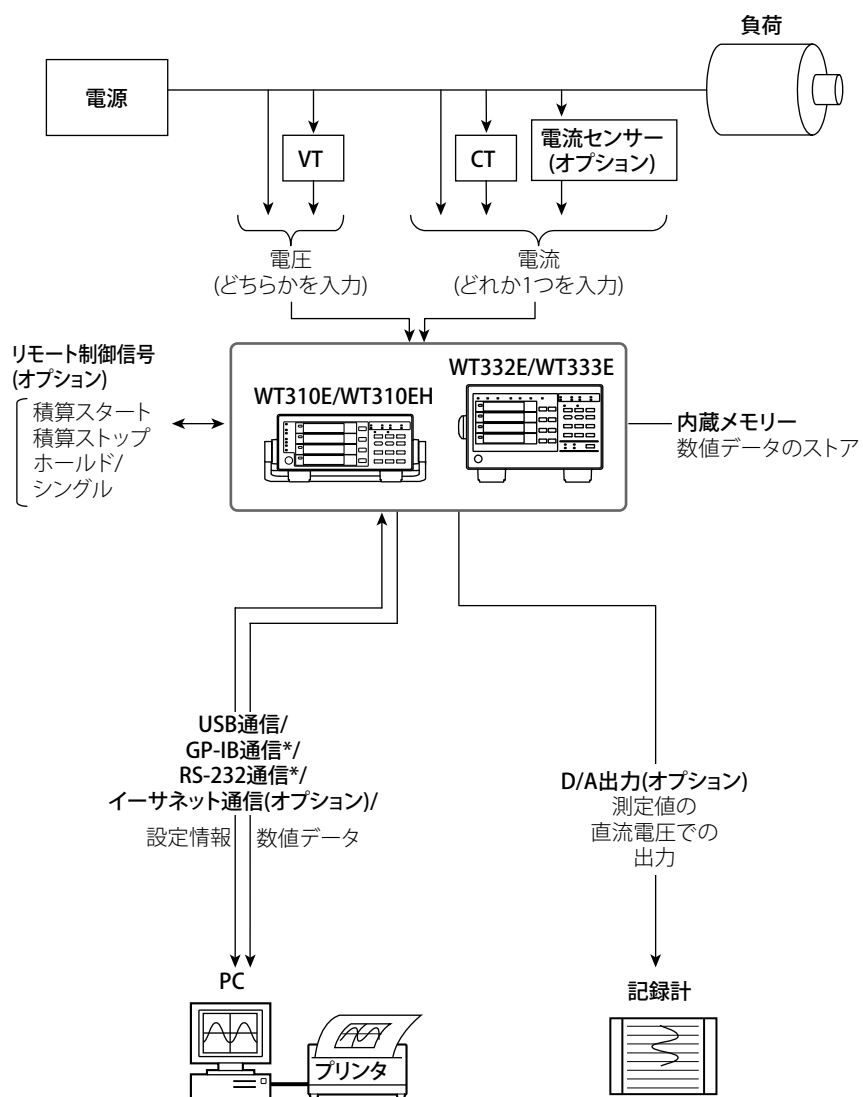 負荷
電源
VT
CT
電流センサー
(オプション)
電圧
(どちらかを入力)
電流
(どれか1つを入力)
リモート制御信号
(オプション)
積算スタート
積算ストップ
ホールド/
シングル
WT310E/WT310EH
WT332E/WT333E
内蔵メモリー
数値データのストア
USB通信/
GP-IB通信*/
RS-232通信*/
イーサネット通信(オプション)/
設定情報
数値データ
D/A出力(オプション)
測定値の
直流電圧での
出力
PC
プリンタ
記録計